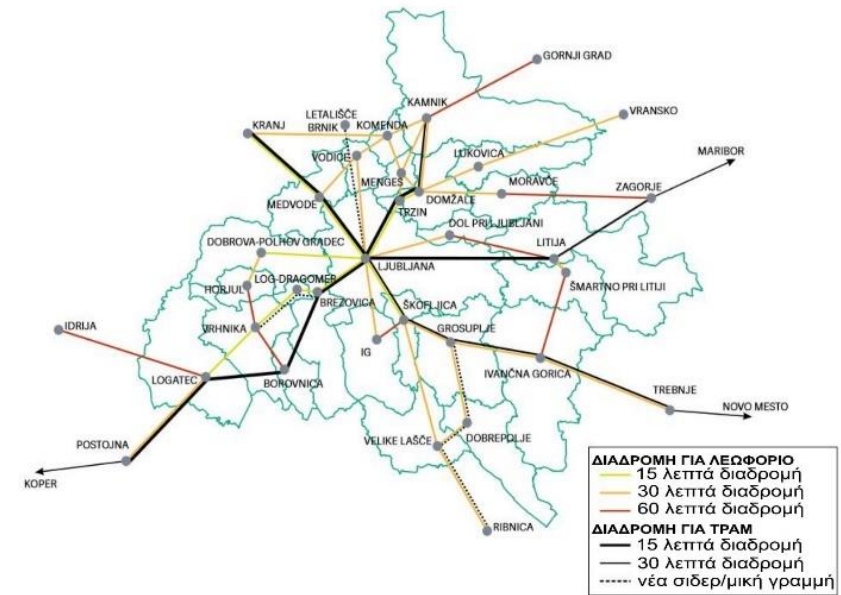 GORNJI GRAD
KAMNIK
VRANSKO
LETALIŠČE
BRNIK
KOMENDA
KRANJ
MARIBOR
LUKOVICA
VODICE
MENGEŠ
MORAVČE
ZAGORJE
DOMŽALE
MEDVODE
TRZIN
DOL PRI LJUBLJANI
DOBROVA-POLHOV GRADEC
LITIJA
LJUBLJANA
LOG-DRAGOMER
HORJUL
ŠMARTNO PRI LITIJI
BREZOVICA
ŠKOFLJICA
IDRIJA
VRHNIKA
GROSUPLJE
IG
IVANČNA GORICA
LOGATEC
BOROVNICA
TREBNJE
NOVO MESTO
POSTOJNA
VELIKE LAŠČE
DOBREPOLJE
KOPER
RIBNICA
ΔΙΑΔΡΟΜΗ ΓΙΑ ΛΕΩΦΟΡΙΟ
15 λεπτά διαδρομή
30 λεπτά διαδρομή
60 λεπτά διαδρομή
ΔΙΑΔΡΟΜΗ ΓΙΑ ΤΡΑΜ
15 λεπτά διαδρομή
30 λεπτά διαδρομή
νέα σιδερ/μική γραμμή